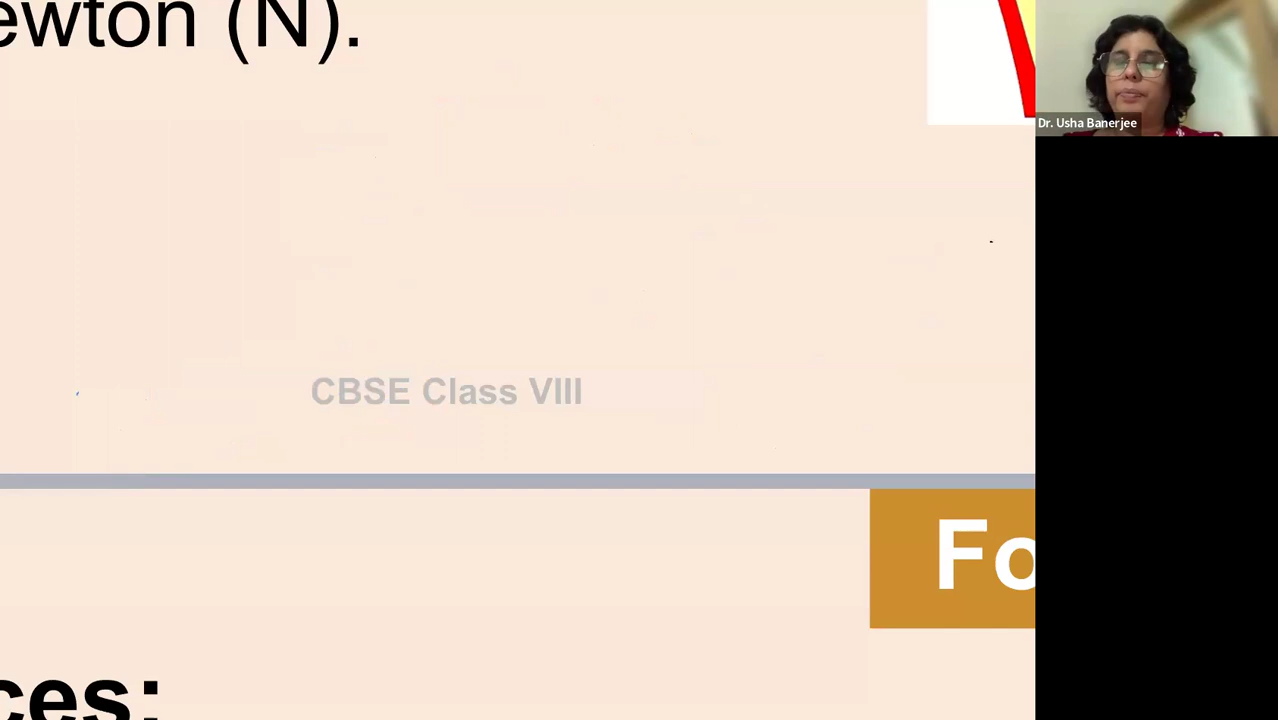 ewton (N).
Dr. Usha Banerjee
CBSE Class VIII
Fo
ces: